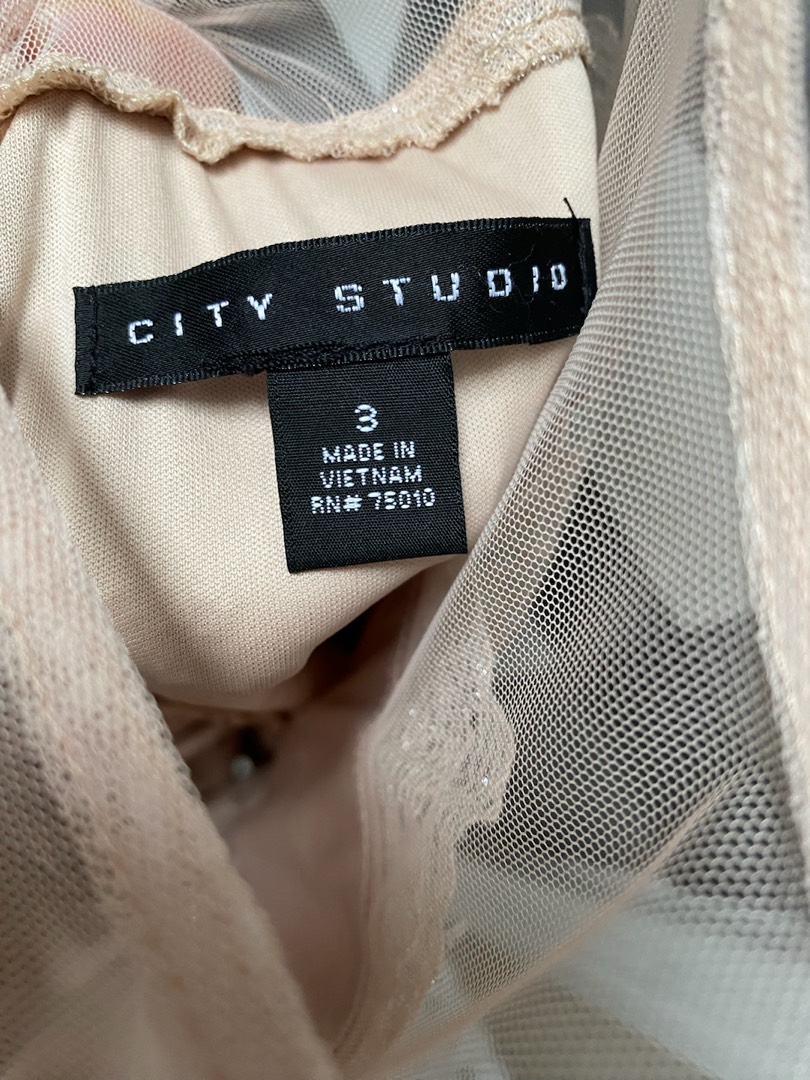 CITY STUDIO
3
MADE IN
VIETNAM
RN# 75010